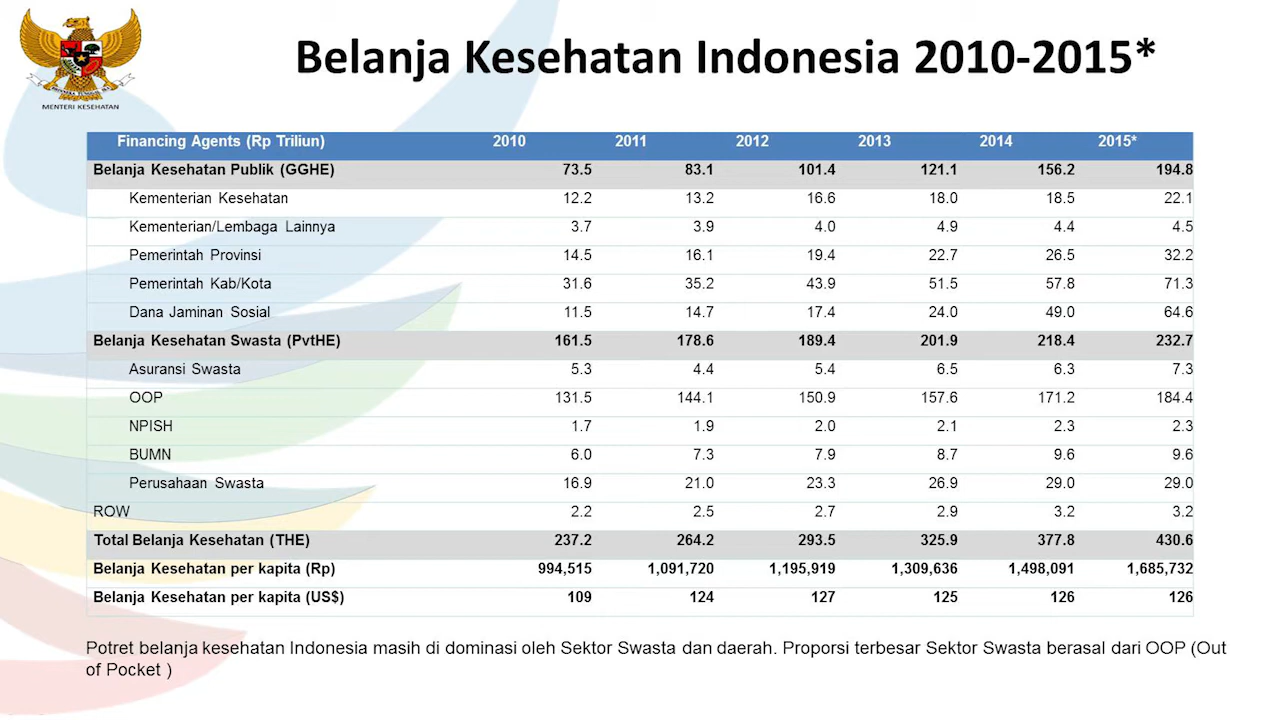 MENTERI KESEHATAN
Belanja Kesehatan Indonesia 2010-2015*
Financing Agents (Rp Triliun) 2010 2011 2012 2013 2014 2015*
Belanja Kesehatan Publik (GGHE) 73.5 83.1 101.4 121.1 156.2 194.8
Kementerian Kesehatan 12.2 13.2 16.6 18.0 18.5 22.1
Kementerian/Lembaga Lainnya 3.7 3.9 4.0 4.9 4.4 4.5
Pemerintah Provinsi 14.5 16.1 19.4 22.7 26.5 32.2
Pemerintah Kab/Kota 31.6 35.2 43.9 51.5 57.8 71.3
Dana Jaminan Sosial 11.5 14.7 17.4 24.0 49.0 64.6
Belanja Kesehatan Swasta (PvtHE) 161.5 178.6 189.4 201.9 218.4 232.7
Asuransi Swasta 5.3 4.4 5.4 6.5 6.3 7.3
OOP 131.5 144.1 150.9 157.6 171.2 184.4
NPISH 1.7 1.9 2.0 2.1 2.3 2.3
BUMN 6.0 7.3 7.9 8.7 9.6 9.6
Perusahaan Swasta 16.9 21.0 23.3 26.9 29.0 29.0
ROW 2.2 2.5 2.7 2.9 3.2 3.2
Total Belanja Kesehatan (THE) 237.2 264.2 293.5 325.9 377.8 430.6
Belanja Kesehatan per kapita (Rp) 994,515 1,091,720 1,195,919 1,309,636 1,498,091 1,685,732
Belanja Kesehatan per kapita (US$) 109 124 127 125 126 126
Potret belanja kesehatan Indonesia masih di dominasi oleh Sektor Swasta dan daerah. Proporsi terbesar Sektor Swasta berasal dari OOP (Out
of Pocket )